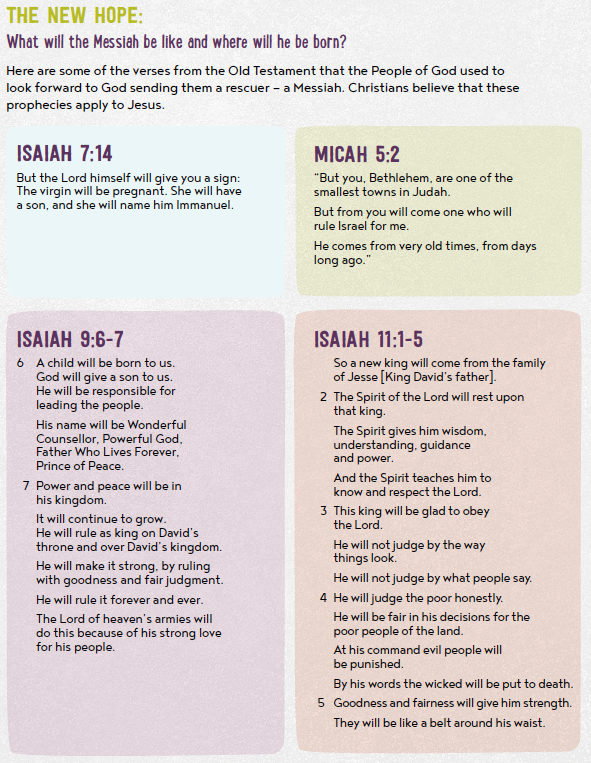 THE NEW HOPE:
What will the Messiah be like and where will he be born?
Here are some of the verses from the Old Testament that the People of God used to
look forward to God sending them a rescuer – a Messiah. Christians believe that these
prophecies apply to Jesus.
ISAIAH 7:14
But the Lord himself will give you a sign:
The virgin will be pregnant. She will have
a son, and she will name him Immanuel.
MICAH 5:2
“But you, Bethlehem, are one of the
smallest towns in Judah.
But from you will come one who will
rule Israel for me.
He comes from very old times, from days
long ago.”
ISAIAH 9:6-7
6 A child will be born to us.
God will give a son to us.
He will be responsible for
leading the people.
His name will be Wonderful
Counsellor, Powerful God,
Father Who Lives Forever,
Prince of Peace.
7 Power and peace will be in
his kingdom.
It will continue to grow.
He will rule as king on David’s
throne and over David’s kingdom.
He will make it strong, by ruling
with goodness and fair judgment.
He will rule it forever and ever.
The Lord of heaven’s armies will
do this because of his strong love
for his people.
ISAIAH 11:1-5
So a new king will come from the family
of Jesse [King David’s father].
2 The Spirit of the Lord will rest upon
that king.
The Spirit gives him wisdom,
understanding, guidance
and power.
And the Spirit teaches him to
know and respect the Lord.
3 This king will be glad to obey
the Lord.
He will not judge by the way
things look.
He will not judge by what people say.
4 He will judge the poor honestly.
He will be fair in his decisions for the
poor people of the land.
At his command evil people will
be punished.
By his words the wicked will be put to death.
5 Goodness and fairness will give him strength.
They will be like a belt around his waist.